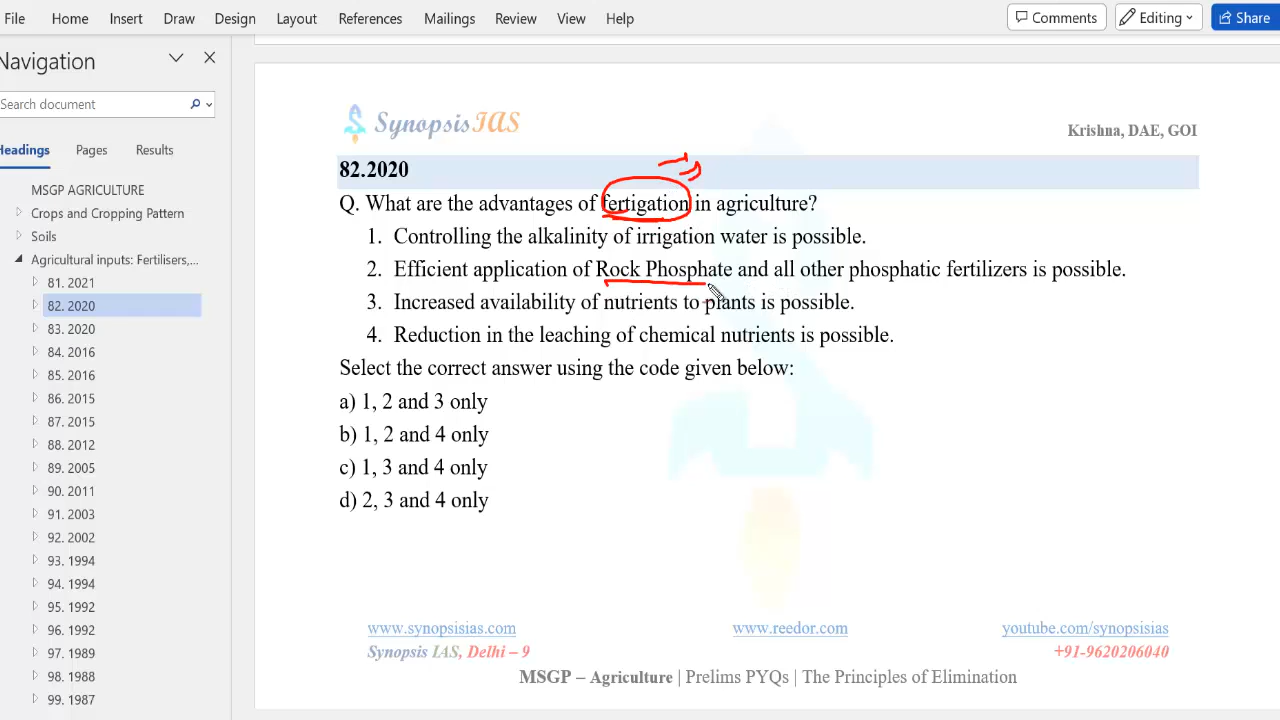 File Home Insert Draw Design Layout References Mailings Review View Help Comments Editing Share
Navigation
Search document
Headings Pages Results
MSGP AGRICULTURE
Crops and Cropping Pattern
Soils
Agricultural inputs: Fertilisers,...
81. 2021
82. 2020
83. 2020
84. 2016
85. 2016
86. 2015
87. 2015
88. 2012
89. 2005
90. 2011
91. 2003
92. 2002
93. 1994
94. 1994
95. 1992
96. 1992
97. 1989
98. 1988
99. 1987
SynopsisIAS
Krishna, DAE, GOI
82.2020
Q. What are the advantages of fertigation in agriculture?
1. Controlling the alkalinity of irrigation water is possible.
2. Efficient application of Rock Phosphate and all other phosphatic fertilizers is possible.
3. Increased availability of nutrients to plants is possible.
4. Reduction in the leaching of chemical nutrients is possible.
Select the correct answer using the code given below:
a) 1, 2 and 3 only
b) 1, 2 and 4 only
c) 1, 3 and 4 only
d) 2, 3 and 4 only
www.synopsisias.com www.reedor.com youtube.com/synopsisias
Synopsis IAS, Delhi – 9 +91-9620206040
MSGP – Agriculture | Prelims PYQs | The Principles of Elimination